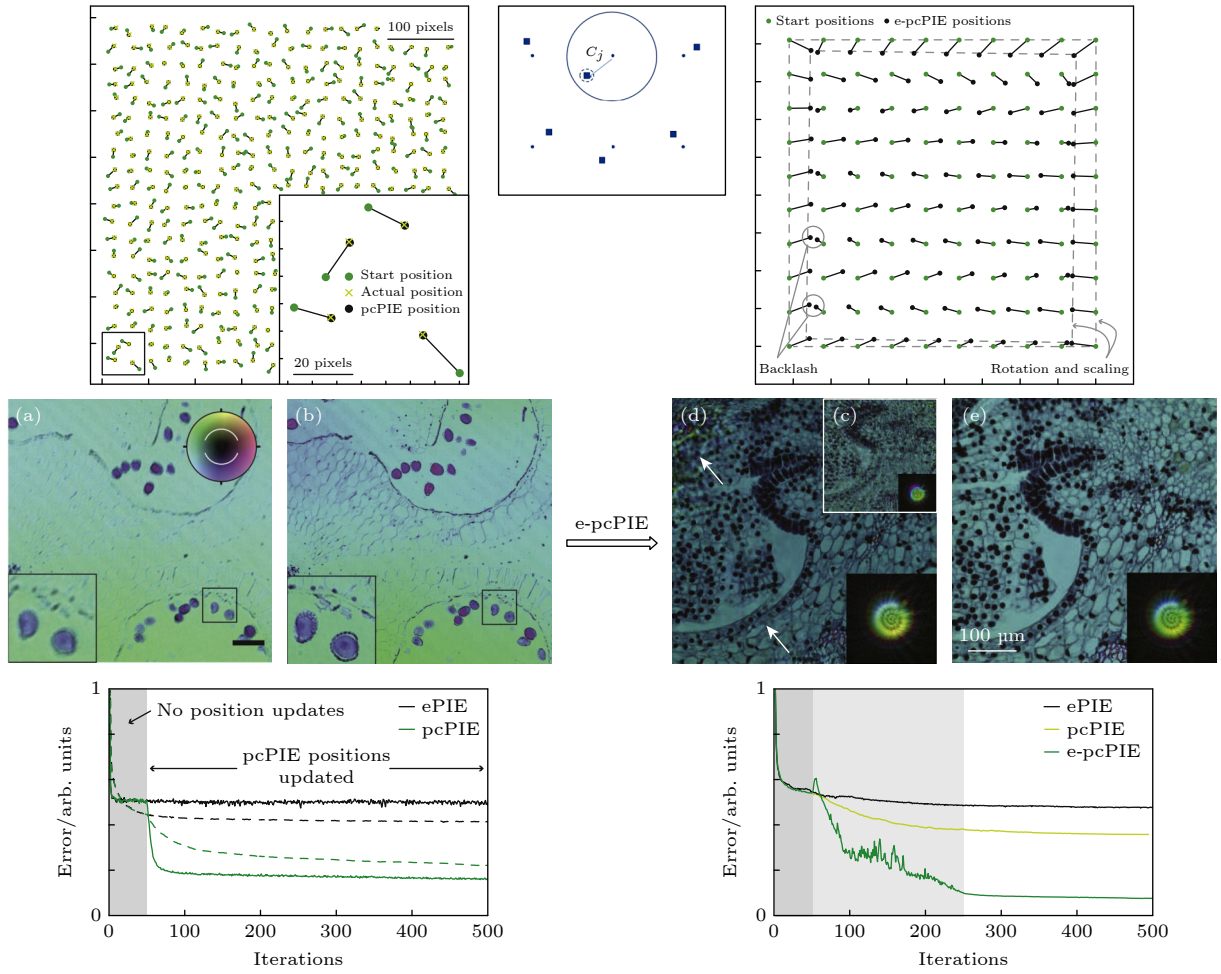 100 pixels
Start position
Actual position
pcPIE position
20 pixels
Cj
Start positions
e-pcPIE positions
Backlash
Rotation and scaling
(a)
(b)
e-pcPIE
(d)
(c)
(e)
100 µm
1
No position updates
ePIE
pcPIE
pcPIE positions
updated
Error/arb. units
0
0
100
200
300
400
500
Iterations
1
ePIE
pcPIE
e-pcPIE
Error/arb. units
0
0
100
200
300
400
500
Iterations